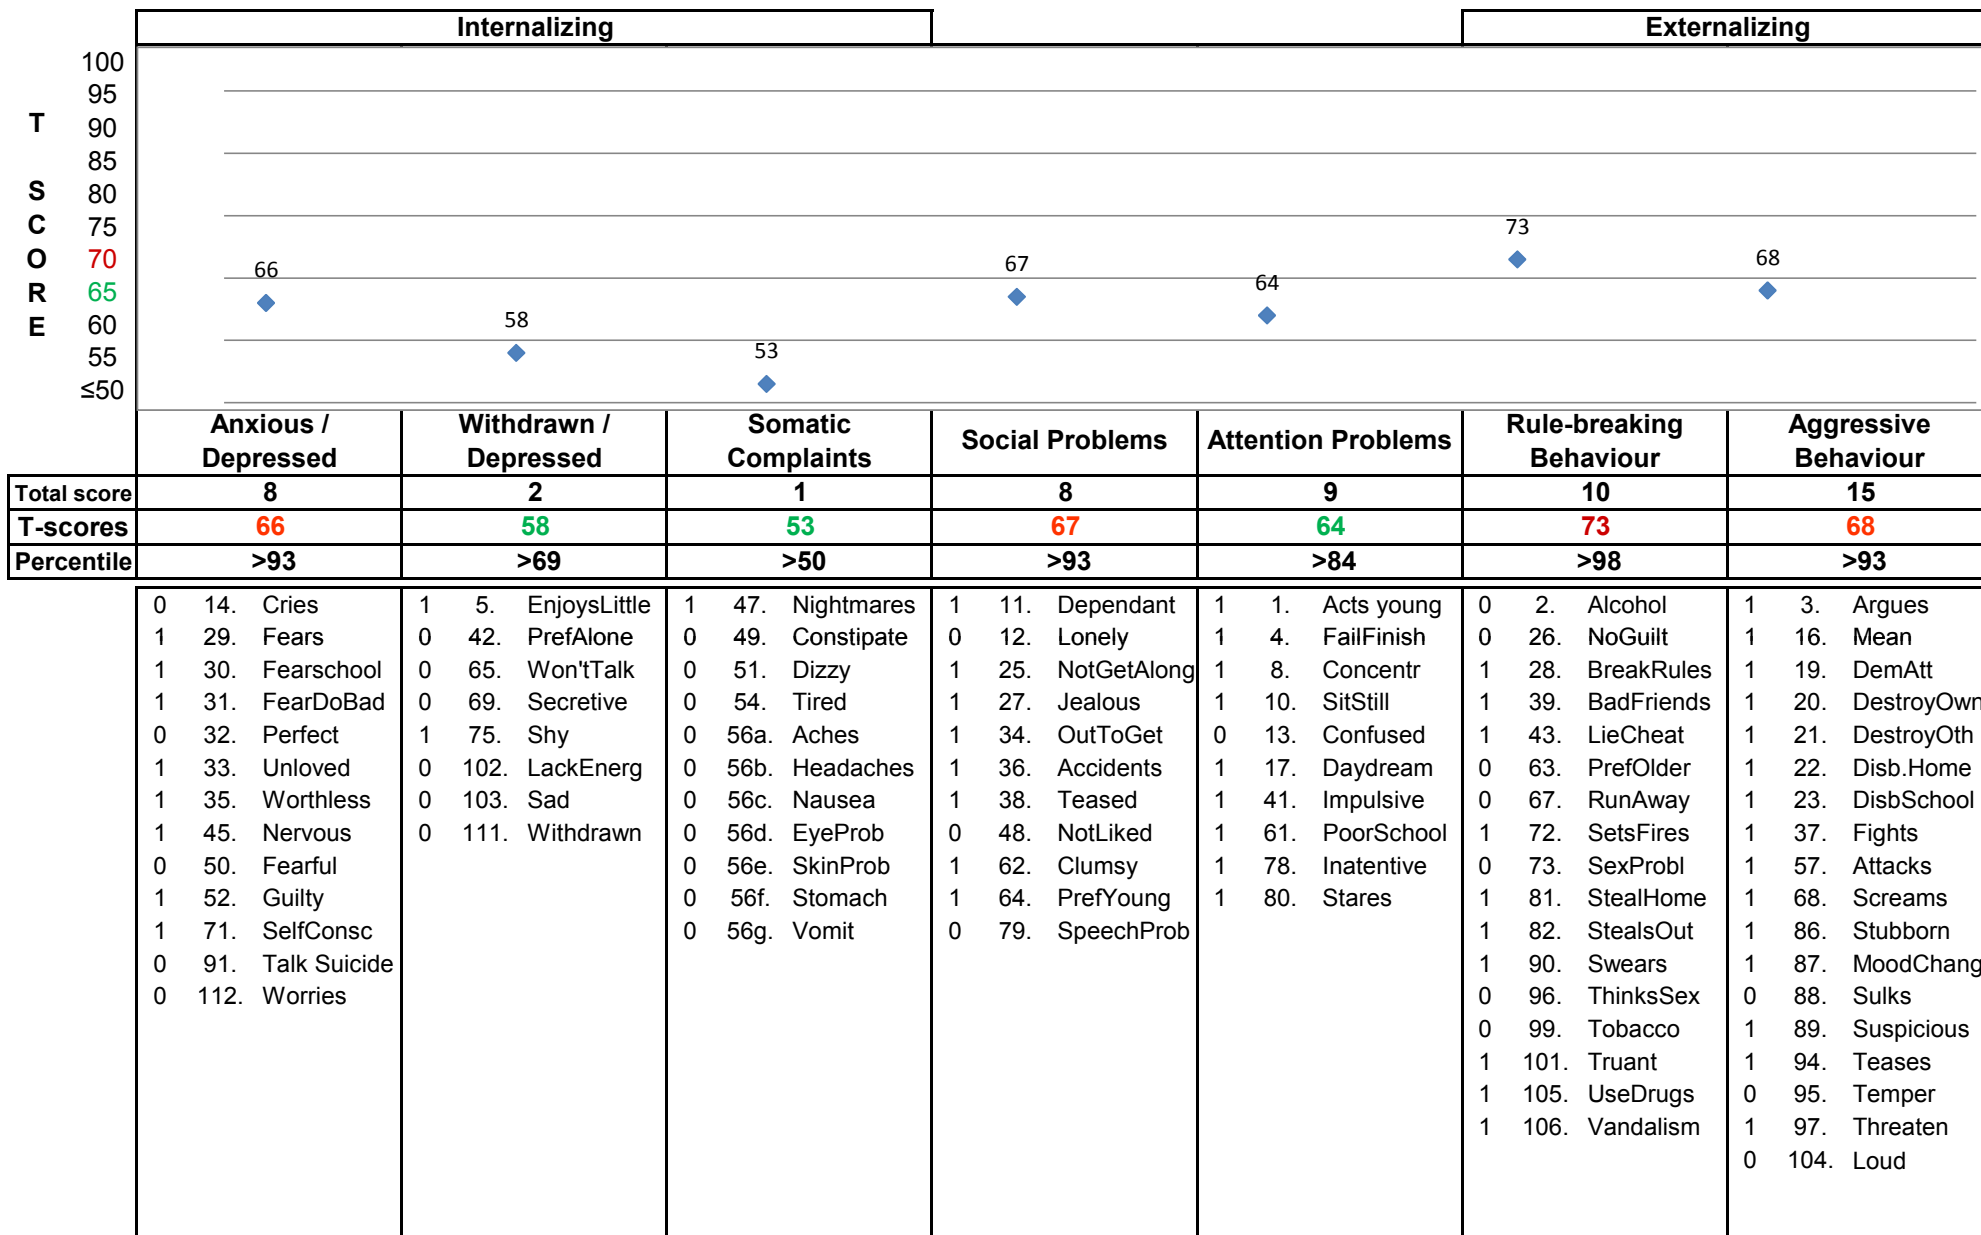 Internalizing Externalizing
100
95
T 90
85
S 80
C 75
O 70
R 65
E 60
55
≤50
66 58 53 67 64 73 68
Anxious / Withdrawn / Somatic Social Problems Attention Problems Rule-breaking Aggressive
Depressed Depressed Complaints Behaviour Behaviour
Total score 8 2 1 8 9 10 15
T-scores 66 58 53 67 64 73 68
Percentile >93 >69 >50 >93 >84 >98 >93
0 14. Cries 1 5. EnjoysLittle 1 47. Nightmares 1 11. Dependant 1 1. Acts young 0 2. Alcohol 1 3. Argues
1 29. Fears 0 42. PrefAlone 0 49. Constipate 0 12. Lonely 1 4. FailFinish 0 26. NoGuilt 1 16. Mean
1 30. Fearschool 0 65. Won'tTalk 0 51. Dizzy 1 25. NotGetAlong 1 8. Concentr 1 28. BreakRules 1 19. DemAtt
1 31. FearDoBad 0 69. Secretive 0 54. Tired 1 27. Jealous 1 10. SitStill 1 39. BadFriends 1 20. DestroyOwn
0 32. Perfect 1 75. Shy 0 56a. Aches 1 34. OutToGet 0 13. Confused 1 43. LieCheat 1 21. DestroyOth
1 33. Unloved 0 102. LackEnerg 0 56b. Headaches 1 36. Accidents 1 17. Daydream 0 63. PrefOlder 1 22. Disb.Home
1 35. Worthless 0 103. Sad 0 56c. Nausea 1 38. Teased 1 41. Impulsive 0 67. RunAway 1 23. DisbSchool
1 45. Nervous 0 111. Withdrawn 0 56d. EyeProb 0 48. NotLiked 1 61. PoorSchool 1 72. SetsFires 1 37. Fights
0 50. Fearful 0 56e. SkinProb 1 62. Clumsy 1 78. Inatentive 0 73. SexProbl 1 57. Attacks
1 52. Guilty 0 56f. Stomach 1 64. PrefYoung 1 80. Stares 1 81. StealHome 1 68. Screams
1 71. SelfConsc 0 56g. Vomit 0 79. SpeechProb 1 82. StealsOut 1 86. Stubborn
0 91. Talk Suicide 1 90. Swears 1 87. MoodChang
0 112. Worries 0 96. ThinksSex 0 88. Sulks
0 99. Tobacco 1 89. Suspicious
1 101. Truant 1 94. Teases
1 105. UseDrugs 0 95. Temper
1 106. Vandalism 1 97. Threaten
0 104. Loud